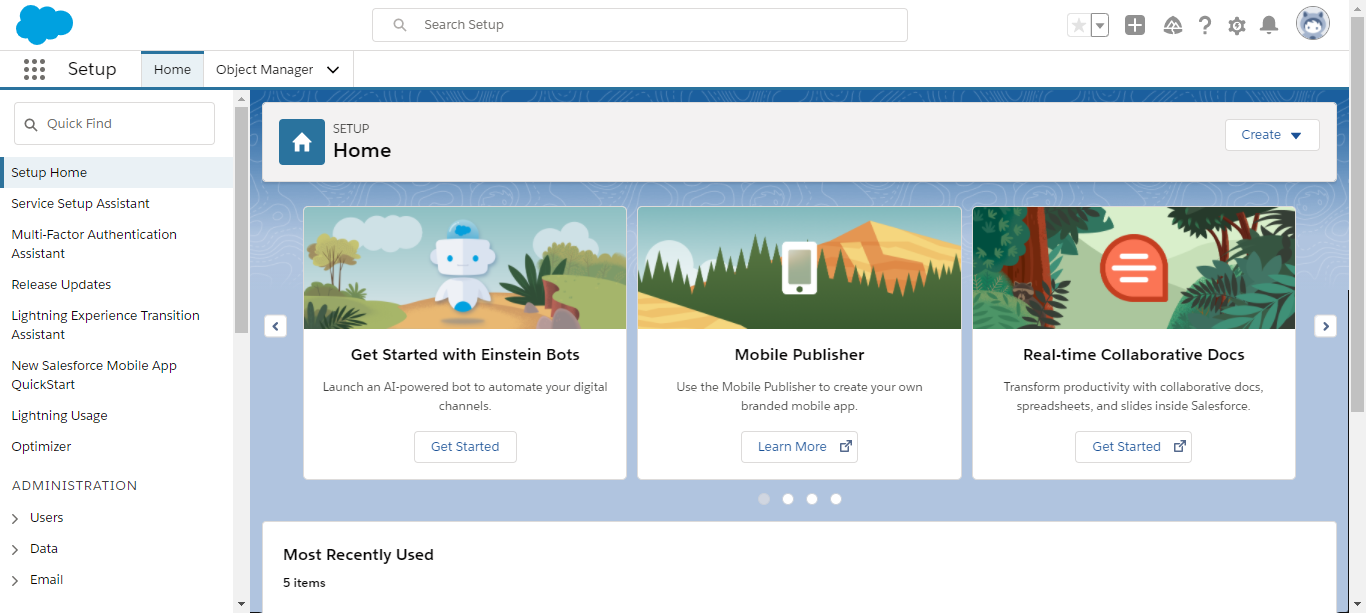 Search Setup
Setup
Home
Object Manager
Quick Find
Setup Home
Service Setup Assistant
Multi-Factor Authentication
Assistant
Release Updates
Lightning Experience Transition
Assistant
New Salesforce Mobile App
QuickStart
Lightning Usage
Optimizer
ADMINISTRATION
Users
Data
Email
SETUP
Home
Create
Get Started with Einstein Bots
Launch an AI-powered bot to automate your digital
channels.
Get Started
Mobile Publisher
Use the Mobile Publisher to create your own
branded mobile app.
Learn More
Real-time Collaborative Docs
Transform productivity with collaborative docs,
spreadsheets, and slides inside Salesforce.
Get Started
Most Recently Used
5 items